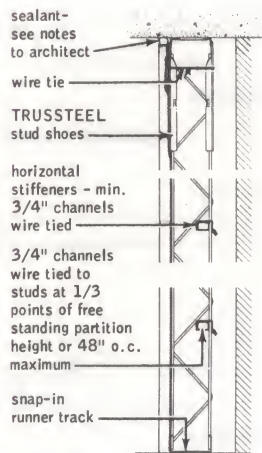 sealant-
see notes
to architect
wire tie
TRUSSTEEL
stud shoes
horizontal
stiffeners - min.
3/4" channels
wire tied
3/4" channels
wire tied to
studs at 1/3
points of free
standing partition
height or 48" o.c.
maximum
snap-in
runner track